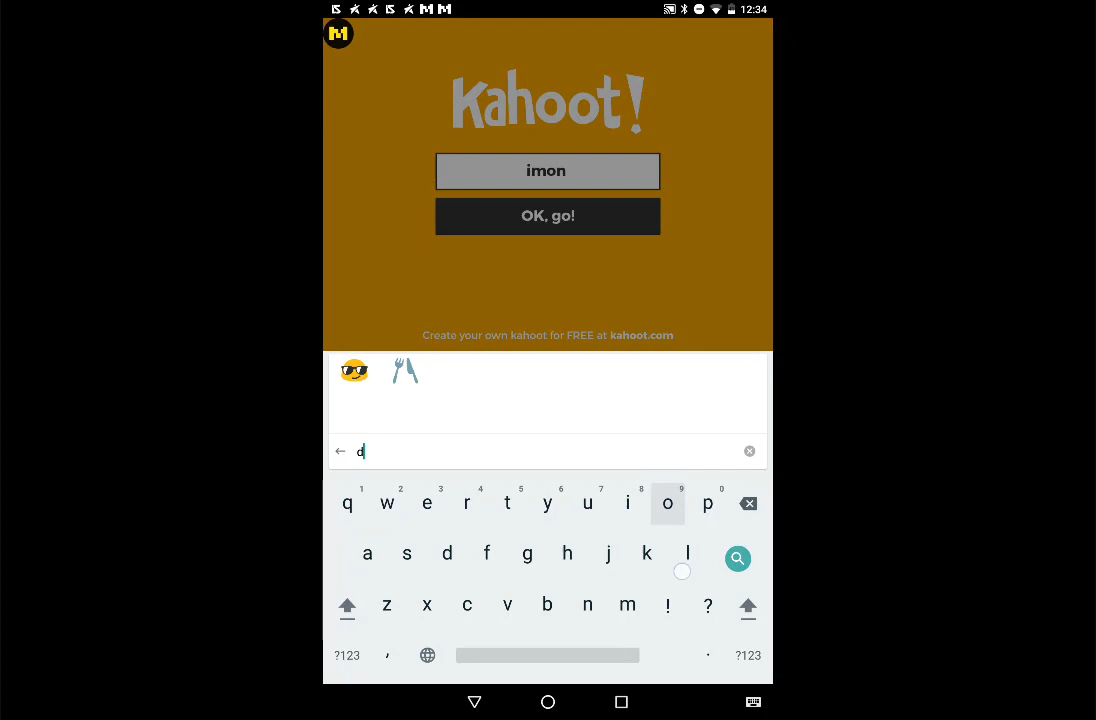 12:34
Kahoot!
imon
OK, go!
Create your own kahoot for FREE at kahoot.com
d
1 2 3 4 5 6 7 8 9 0
q w e r t y u i o p
a s d f g h j k l
z x c v b n m ! ?
?123 , . ?123